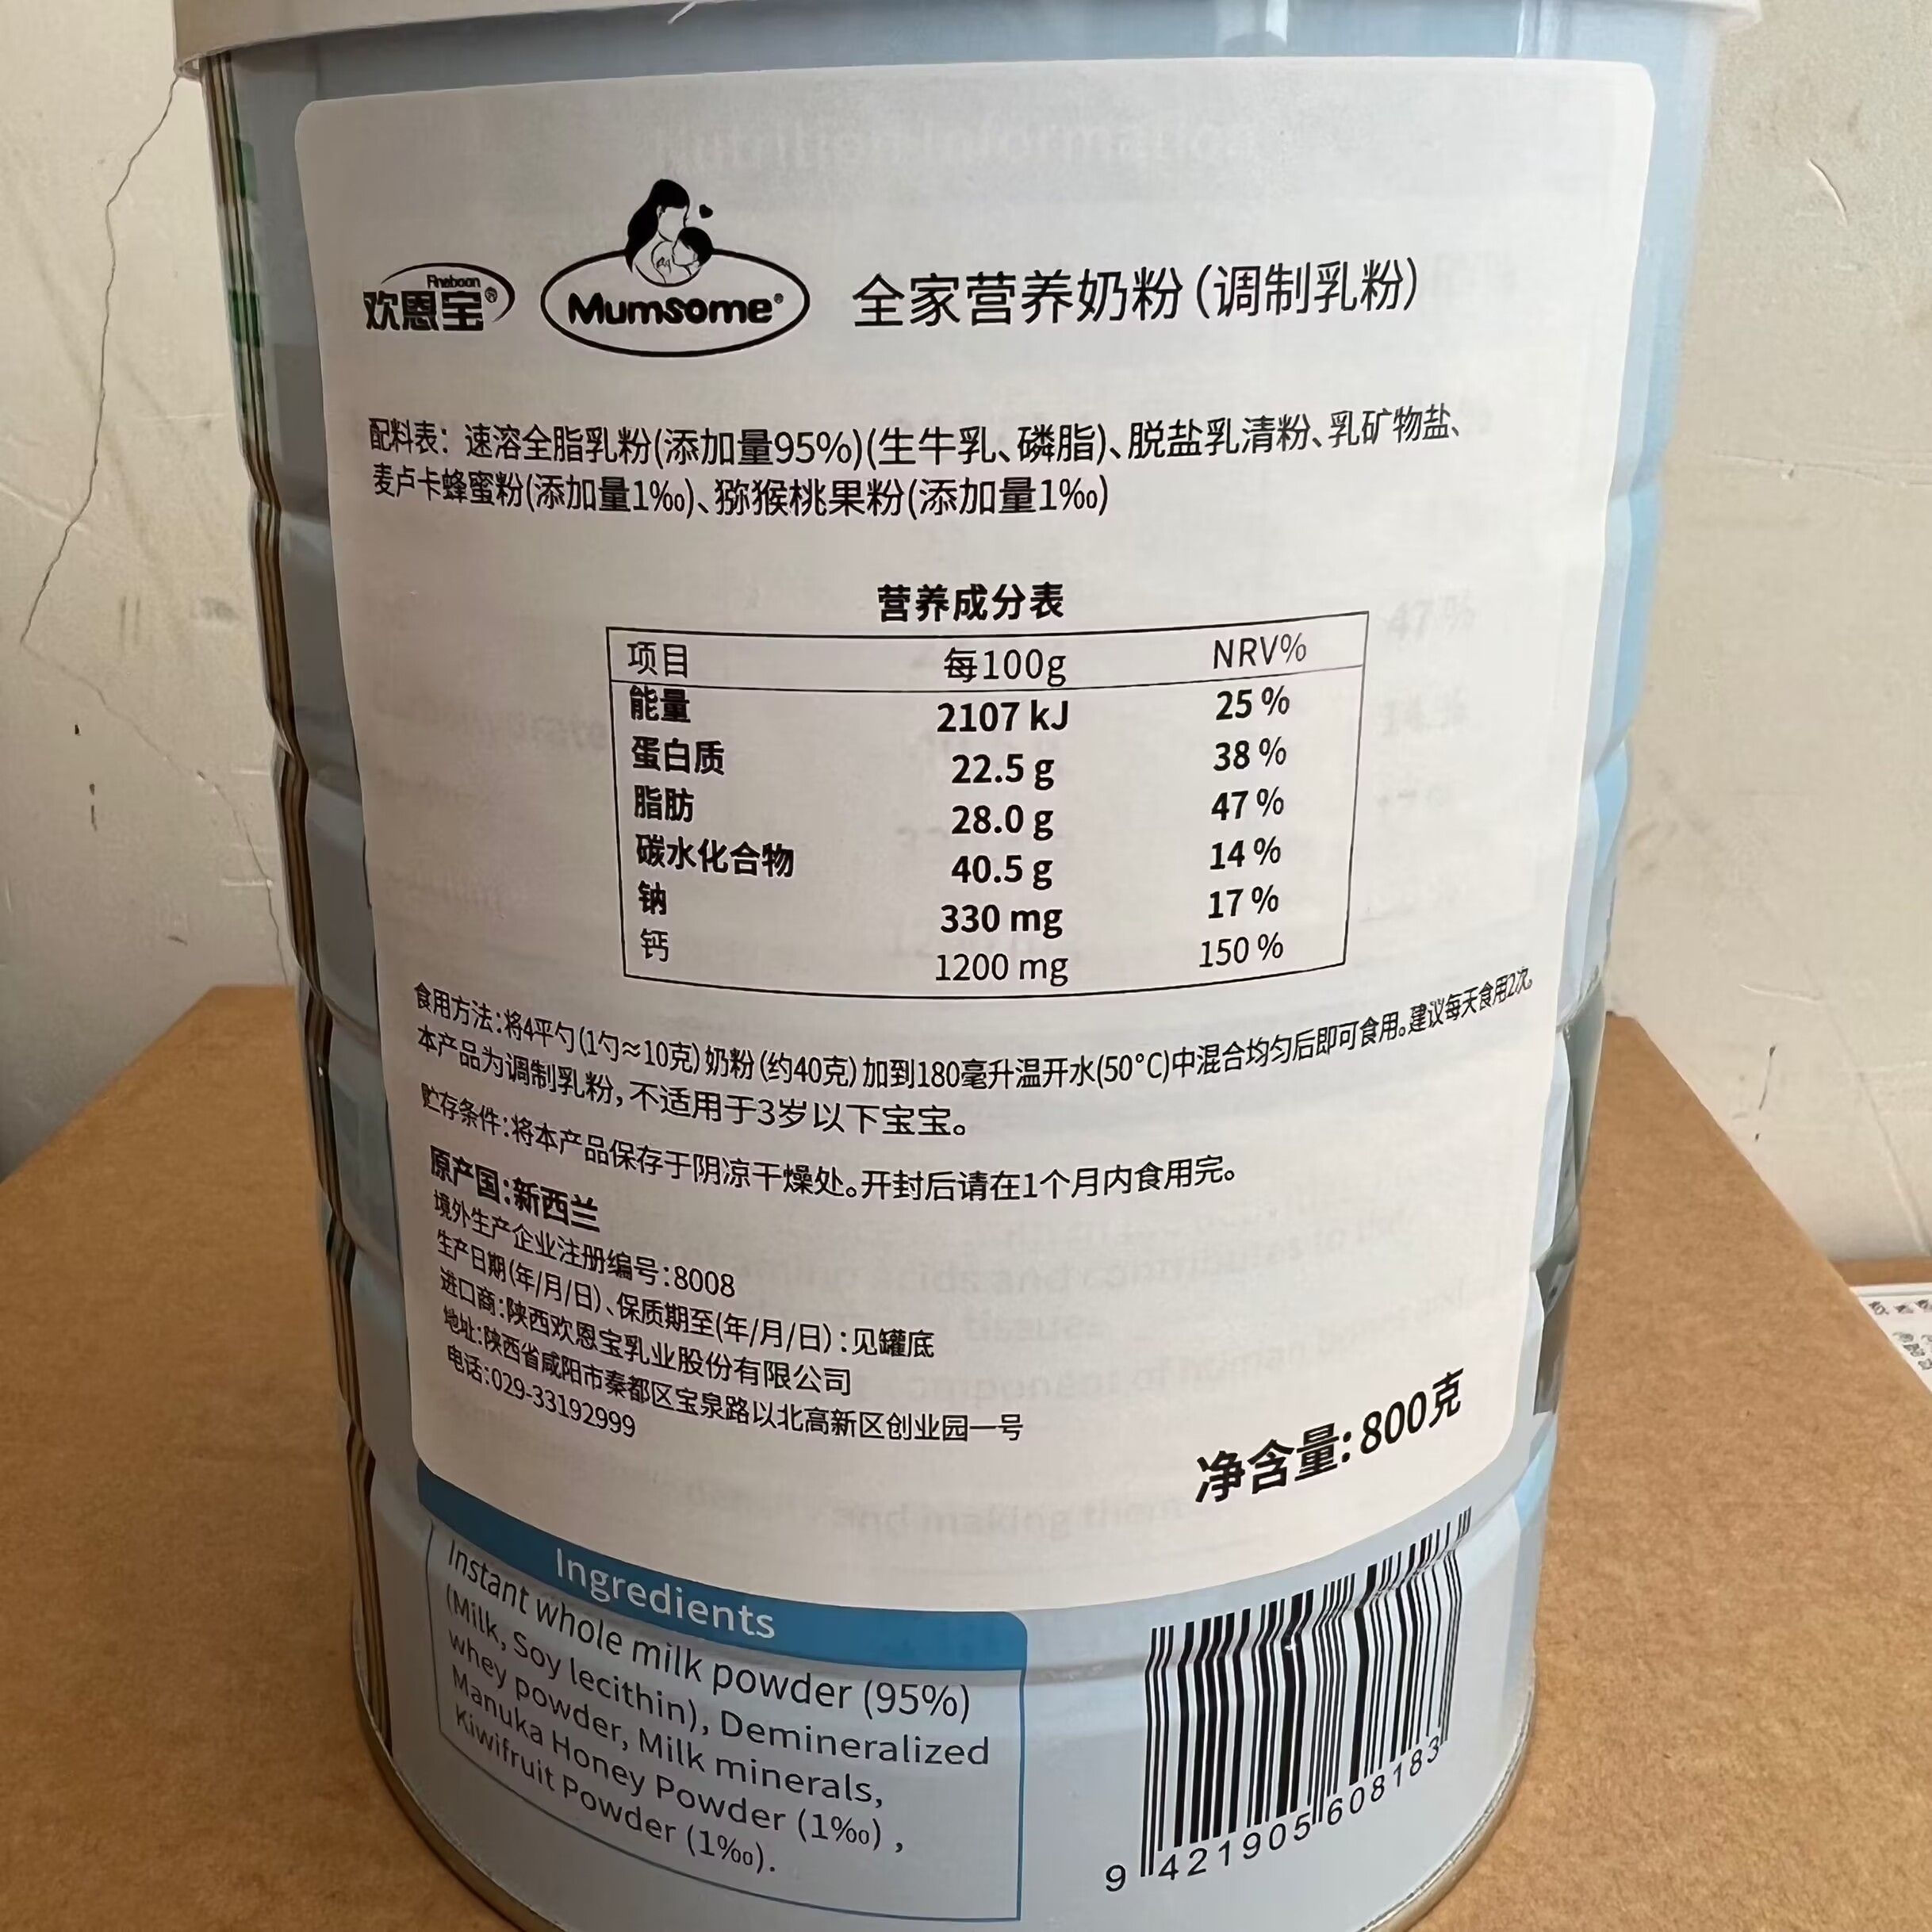 欢恩宝® Fineboon
Mumsome®
全家营养奶粉(调制乳粉)
配料表：速溶全脂乳粉(添加量95%)(生牛乳、磷脂)、脱盐乳清粉、乳矿物盐、
麦卢卡蜂蜜粉(添加量1‰)、猕猴桃果粉(添加量1‰)
营养成分表
项目 每100g NRV%
能量 2107 kJ 25 %
蛋白质 22.5 g 38 %
脂肪 28.0 g 47 %
碳水化合物 40.5 g 14 %
钠 330 mg 17 %
钙 1200 mg 150 %
食用方法:将4平勺(1勺≈10克)奶粉(约40克)加到180毫升温开水(50°C)中混合均匀后即可食用。建议每天食用2次。
本产品为调制乳粉,不适用于3岁以下宝宝。
贮存条件:将本产品保存于阴凉干燥处。开封后请在1个月内食用完。
原产国:新西兰
境外生产企业注册编号:8008
生产日期(年/月/日)、保质期至(年/月/日):见罐底
进口商:陕西欢恩宝乳业股份有限公司
地址:陕西省咸阳市秦都区宝泉路以北高新区创业园一号
电话:029-33192999
净含量:800克
Ingredients
Instant whole milk powder (95%)
(Milk, Soy lecithin), Demineralized
whey powder, Milk minerals,
Manuka Honey Powder (1‰) ,
Kiwifruit Powder (1‰).
9 421905 608183